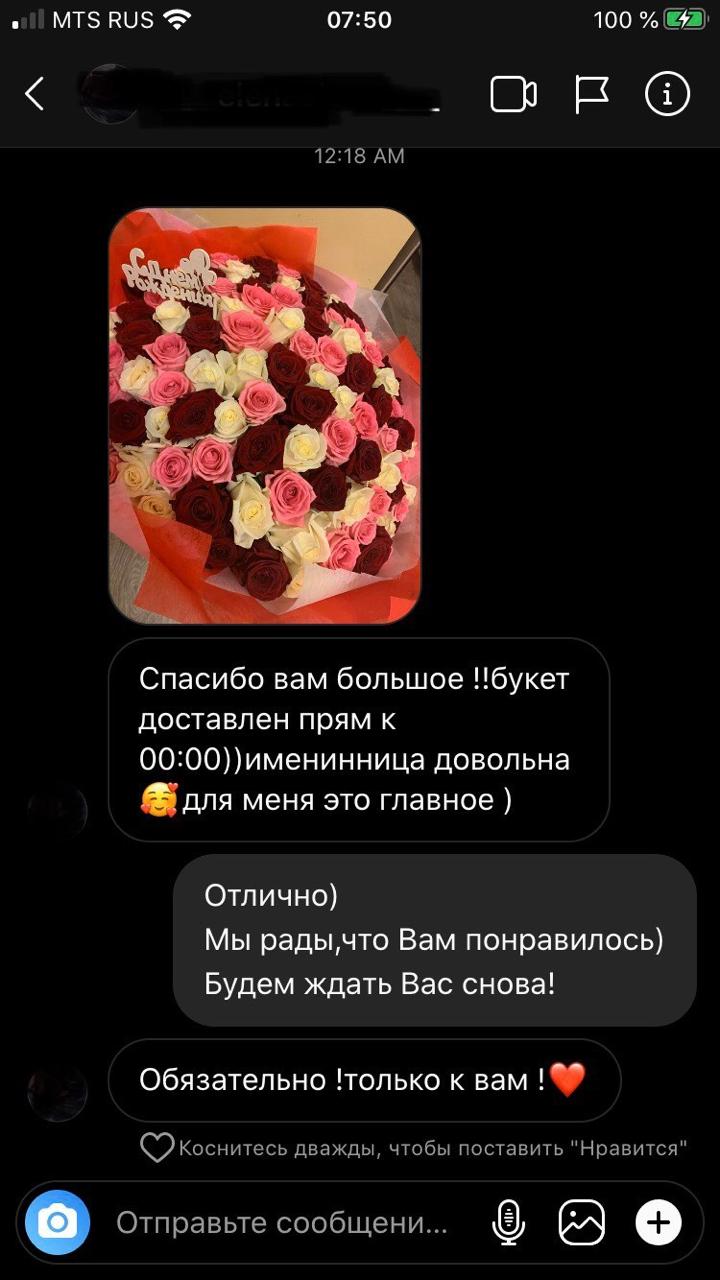 MTS RUS
07:50
100 %
12:18 AM
С Днем
Рождения
Спасибо вам большое !!букет
доставлен прям к
00:00))именинница довольна
🥰для меня это главное )
Отлично)
Мы рады,что Вам понравилось)
Будем ждать Вас снова!
Обязательно !только к вам !❤️
Коснитесь дважды, чтобы поставить "Нравится"
Отправьте сообщени...